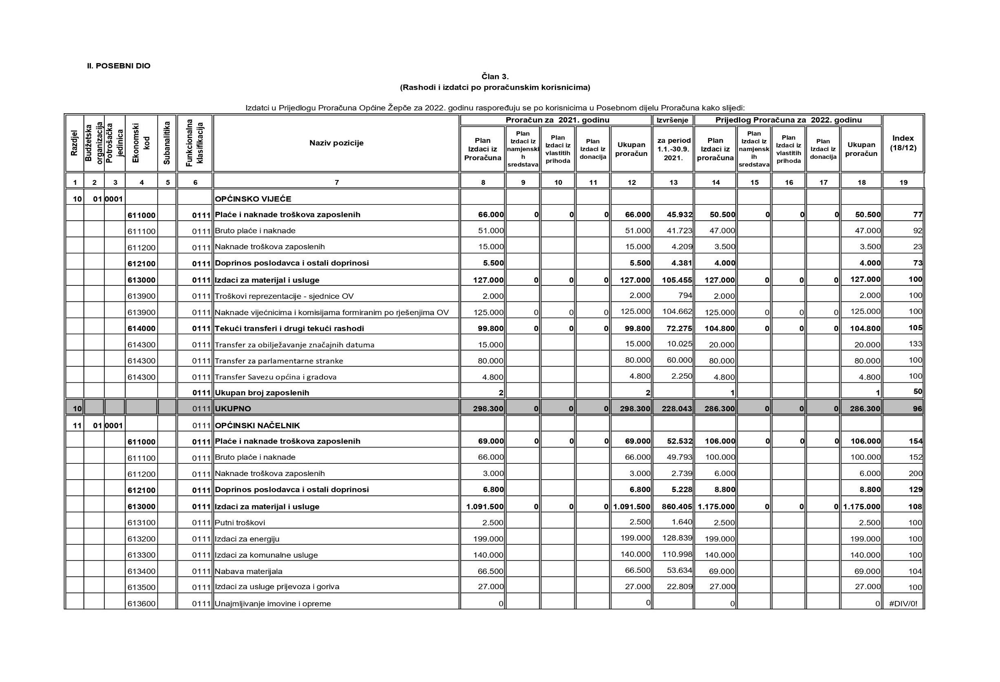 II. POSEBNI DIO
Član 3.
(Rashodi i izdatci po proračunskim korisnicima)
Izdatci u Prijedlogu Proračuna Općine Žepče za 2022. godinu raspoređuju se po korisnicima u Posebnom dijelu Proračuna kako slijedi:
Razdjel
Budžetska organizacija
Potrošačka jedinica
Ekonomski kod
Subanalitika
Funkcionalna klasifikacija
Naziv pozicije
Proračun za 2021. godinu
Izvršenje
Prijedlog Proračuna za 2022. godinu
Index (18/12)
Plan Izdaci iz Proračuna
Plan Izdaci iz namjenski h sredstava
Plan Izdaci iz vlastitih prihoda
Plan Izdaci iz donacija
Ukupan proračun
za period 1.1.-30.9. 2021.
Plan Izdaci iz proračuna
Plan Izdaci iz namjensk ih sredstava
Plan Izdaci iz vlastitih prihoda
Plan Izdaci iz donacija
Ukupan proračun
1 2 3 4 5 6 7 8 9 10 11 12 13 14 15 16 17 18 19
10 01 0001 OPĆINSKO VIJEĆE
611000 0111 Plaće i naknade troškova zaposlenih 66.000 0 0 0 66.000 45.932 50.500 0 0 0 50.500 77
611100 0111 Bruto plaće i naknade 51.000 51.000 41.723 47.000 47.000 92
611200 0111 Naknade troškova zaposlenih 15.000 15.000 4.209 3.500 3.500 23
612100 0111 Doprinos poslodavca i ostali doprinosi 5.500 5.500 4.381 4.000 4.000 73
613000 0111 Izdaci za materijal i usluge 127.000 0 0 0 127.000 105.455 127.000 0 0 0 127.000 100
613900 0111 Troškovi reprezentacije - sjednice OV 2.000 2.000 794 2.000 2.000 100
613900 0111 Naknade vijećnicima i komisijama formiranim po rješenjima OV 125.000 0 0 0 125.000 104.662 125.000 0 0 0 125.000 100
614000 0111 Tekući transferi i drugi tekući rashodi 99.800 0 0 0 99.800 72.275 104.800 0 0 0 104.800 105
614300 0111 Transfer za obilježavanje značajnih datuma 15.000 15.000 10.025 20.000 20.000 133
614300 0111 Transfer za parlamentarne stranke 80.000 80.000 60.000 80.000 80.000 100
614300 0111 Transfer Savezu općina i gradova 4.800 4.800 2.250 4.800 4.800 100
0111 Ukupan broj zaposlenih 2 2 1 1 50
10 0111 UKUPNO 298.300 0 0 0 298.300 228.043 286.300 0 0 0 286.300 96
11 01 0001 0111 OPĆINSKI NAČELNIK
611000 0111 Plaće i naknade troškova zaposlenih 69.000 0 0 0 69.000 52.532 106.000 0 0 0 106.000 154
611100 0111 Bruto plaće i naknade 66.000 66.000 49.793 100.000 100.000 152
611200 0111 Naknade troškova zaposlenih 3.000 3.000 2.739 6.000 6.000 200
612100 0111 Doprinos poslodavca i ostali doprinosi 6.800 6.800 5.228 8.800 8.800 129
613000 0111 Izdaci za materijal i usluge 1.091.500 0 0 0 1.091.500 860.405 1.175.000 0 0 0 1.175.000 108
613100 0111 Putni troškovi 2.500 2.500 1.640 2.500 2.500 100
613200 0111 Izdaci za energiju 199.000 199.000 128.839 199.000 199.000 100
613300 0111 Izdaci za komunalne usluge 140.000 140.000 110.998 140.000 140.000 100
613400 0111 Nabava materijala 66.500 66.500 53.634 69.000 69.000 104
613500 0111 Izdaci za usluge prijevoza i goriva 27.000 27.000 22.809 27.000 27.000 100
613600 0111 Unajmljivanje imovine i opreme 0 0 0 0 #DIV/0!